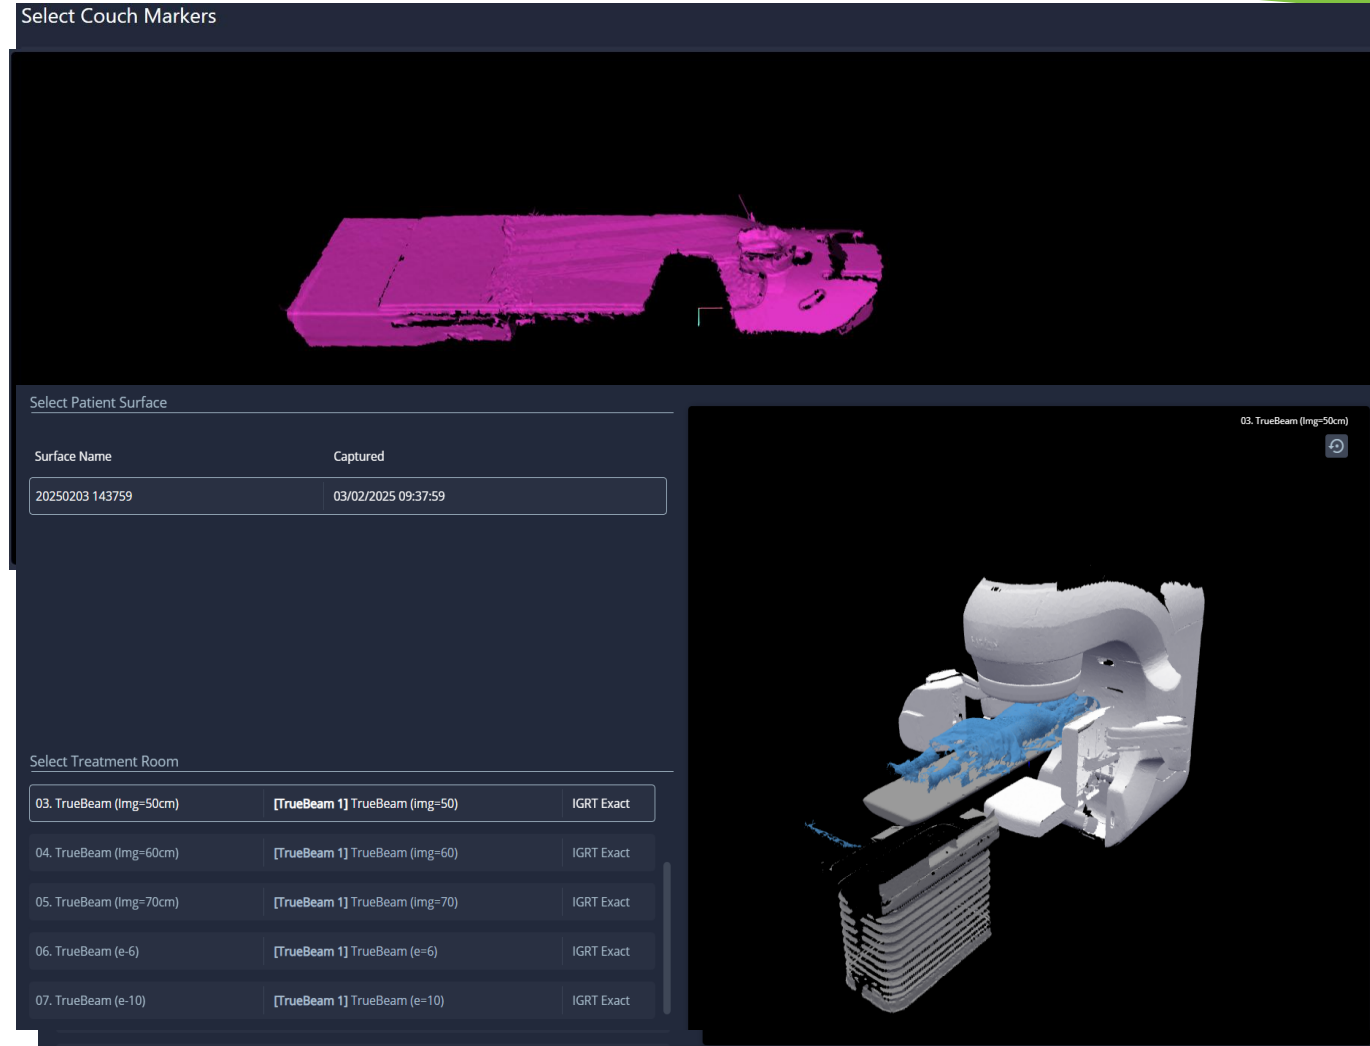 Select Couch Markers
Select Patient Surface
Surface Name Captured
20250203 143759 03/02/2025 09:37:59
03. TrueBeam (Img=50cm)
Select Treatment Room
03. TrueBeam (Img=50cm) [TrueBeam 1] TrueBeam (img=50) IGRT Exact
04. TrueBeam (Img=60cm) [TrueBeam 1] TrueBeam (img=60) IGRT Exact
05. TrueBeam (Img=70cm) [TrueBeam 1] TrueBeam (img=70) IGRT Exact
06. TrueBeam (e-6) [TrueBeam 1] TrueBeam (e=6) IGRT Exact
07. TrueBeam (e-10) [TrueBeam 1] TrueBeam (e=10) IGRT Exact